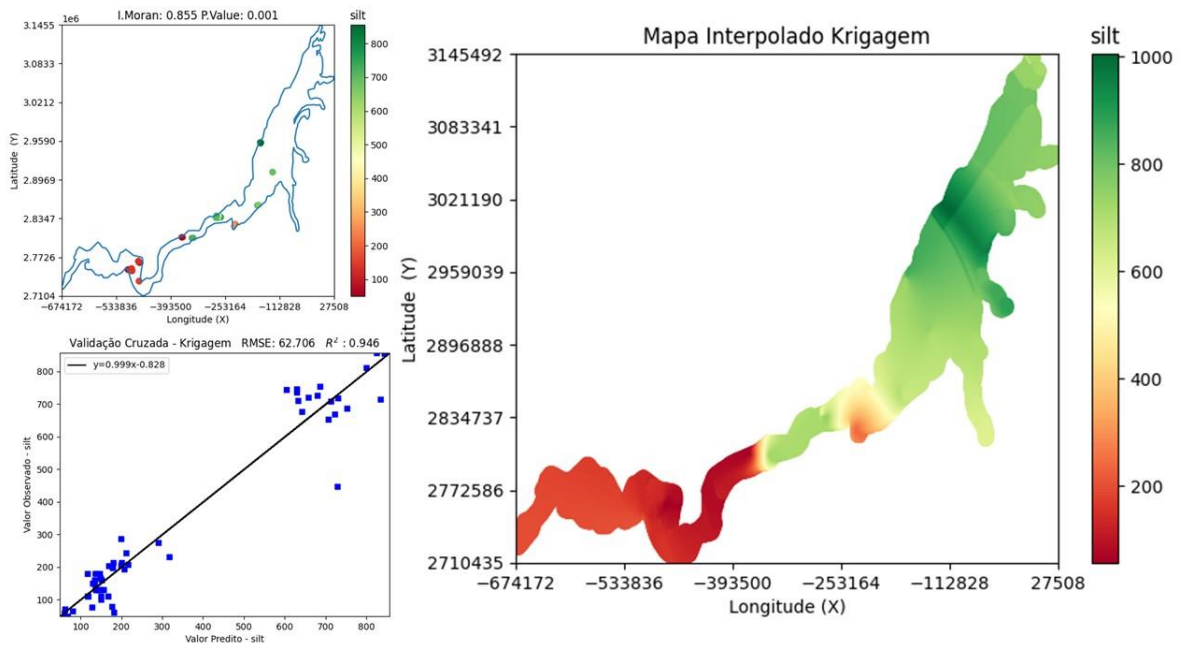 I.Moran: 0.855 P.Value: 0.001
silt
1e6
3.1455
3.0833
3.0212
2.9590
2.8969
2.8347
2.7726
2.7104
Latitude (Y)
−674172 −533836 −393500 −253164 −112828 27508
Longitude (X)
800
700
600
500
400
300
200
100
Validação Cruzada - Krigagem RMSE: 62.706 R² : 0.946
y=0.999x-0.828
800
700
600
500
400
300
200
100
Valor Observado - silt
100 200 300 400 500 600 700 800
Valor Predito - silt
Mapa Interpolado Krigagem
silt
3145492
3083341
3021190
2959039
2896888
2834737
2772586
2710435
Latitude (Y)
−674172 −533836 −393500 −253164 −112828 27508
Longitude (X)
1000
800
600
400
200